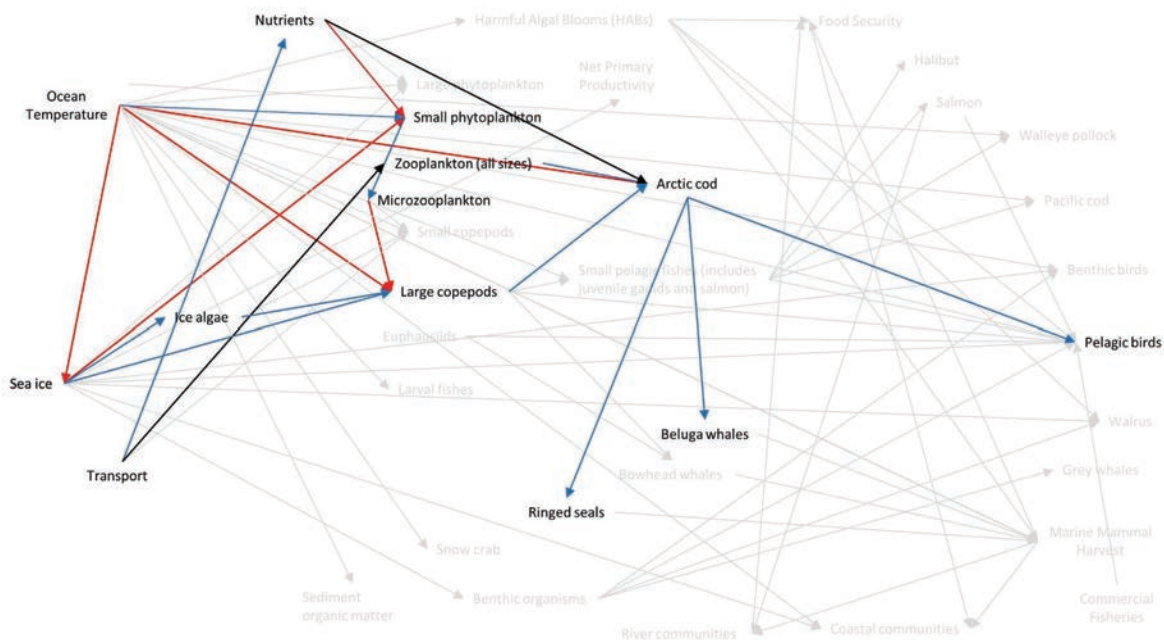 Nutrients
Harmful Algal Blooms (HABs)
Food Security
Halibut
Net Primary
Productivity
Large phytoplankton
Ocean
Temperature
Salmon
Small phytoplankton
Walleye pollock
Zooplankton (all sizes)
Arctic cod
Microzooplankton
Pacific cod
Small copepods
Small pelagic fishes (includes
juvenile gadids and salmon)
Benthic birds
Large copepods
Ice algae
Euphausiids
Pelagic birds
Sea ice
Larval fishes
Walrus
Beluga whales
Transport
Bowhead whales
Grey whales
Ringed seals
Marine Mammal
Harvest
Snow crab
Sediment
organic matter
Benthic organisms
Commercial
Fisheries
River communities
Coastal communities